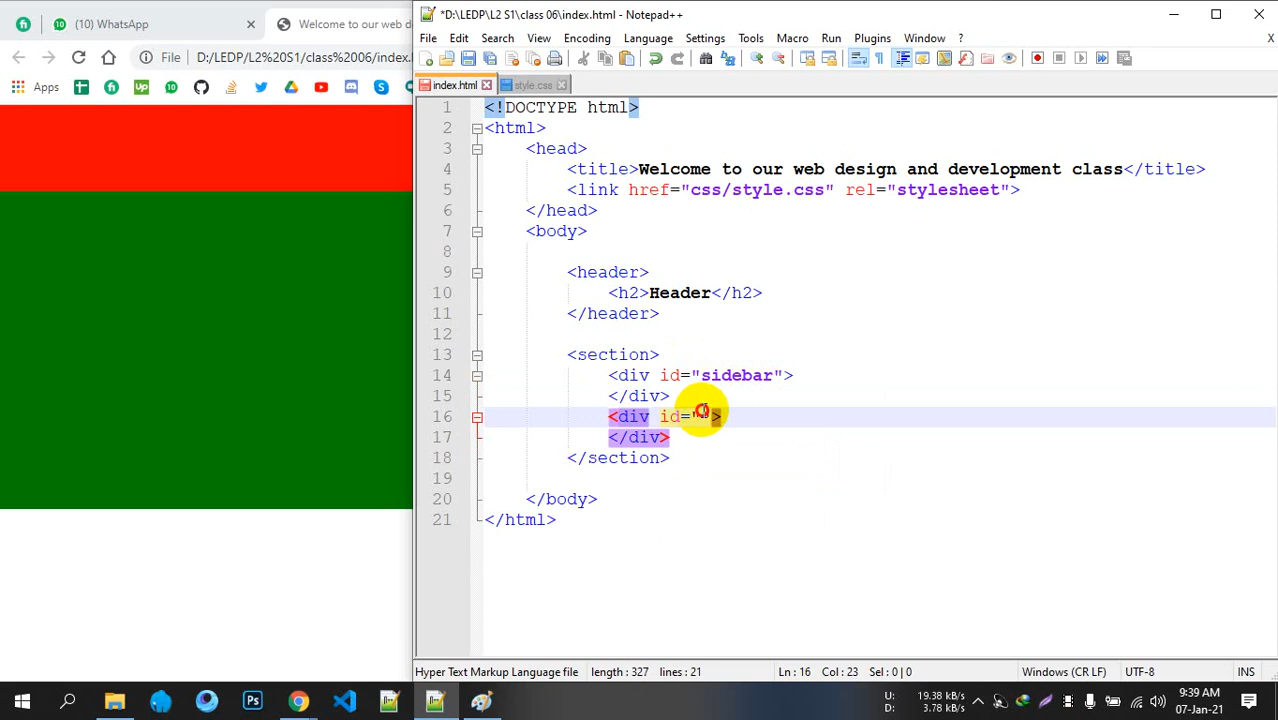 (10) WhatsApp
Welcome to our web d
File
D:/LEDP/L2%20S1/class%2006/index.
Apps
*D:\LEDP\L2 S1\class 06\index.html - Notepad++
File Edit Search View Encoding Language Settings Tools Macro Run Plugins Window ? X
index.html style.css
1 <!DOCTYPE html>
2 <html>
3 <head>
4 <title>Welcome to our web design and development class</title>
5 <link href="css/style.css" rel="stylesheet">
6 </head>
7 <body>
8
9 <header>
10 <h2>Header</h2>
11 </header>
12
13 <section>
14 <div id="sidebar">
15 </div>
16 <div id="">
17 </div>
18 </section>
19
20 </body>
21 </html>
Hyper Text Markup Language file length : 327 lines : 21 Ln : 16 Col : 23 Sel : 0 | 0 Windows (CR LF) UTF-8 INS
U: 19.38 kB/s
D: 3.78 kB/s
9:39 AM
07-Jan-21